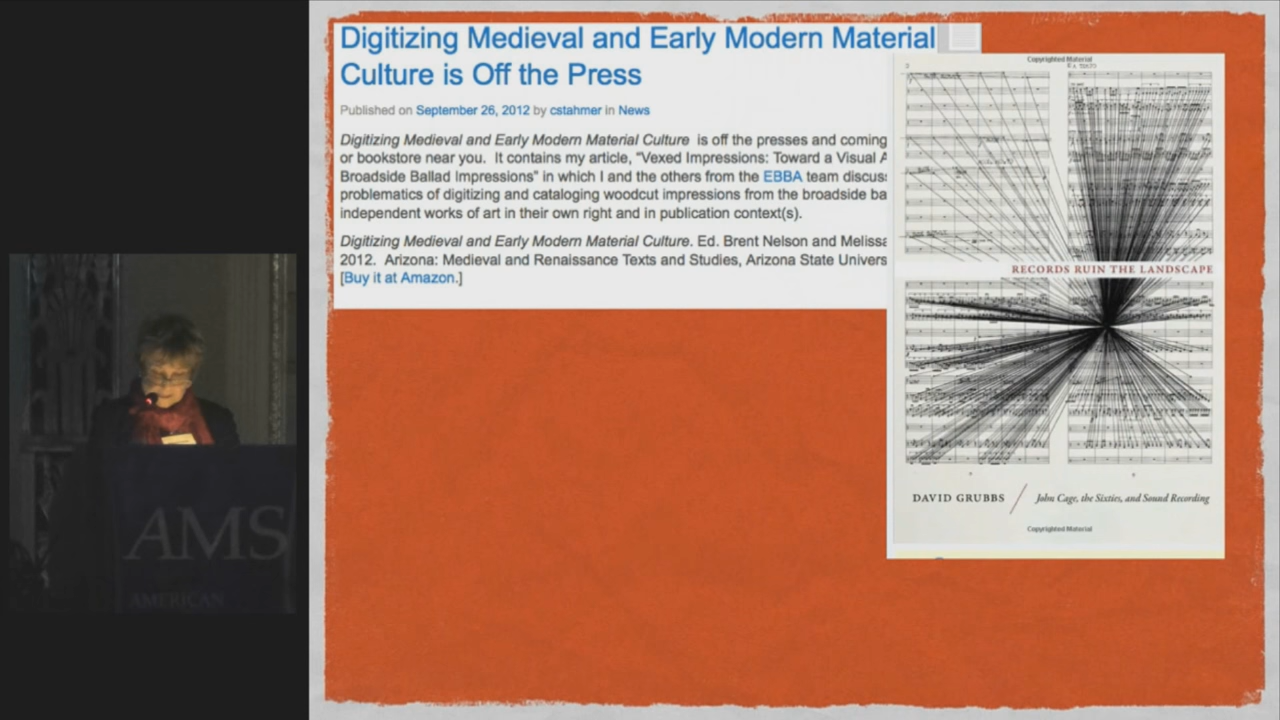 Digitizing Medieval and Early Modern Material
Culture is Off the Press
Published on September 26, 2012 by cstahmer in News
Digitizing Medieval and Early Modern Material Culture is off the presses and coming
or bookstore near you. It contains my article, “Vexed Impressions: Toward a Visual A
Broadside Ballad Impressions” in which I and the others from the EBBA team discus
problematics of digitizing and cataloging woodcut impressions from the broadside ba
independent works of art in their own right and in publication context(s).
Digitizing Medieval and Early Modern Material Culture. Ed. Brent Nelson and Melissa
2012. Arizona: Medieval and Renaissance Texts and Studies, Arizona State Univers
[Buy it at Amazon.]
Copyrighted Material
RECORDS RUIN THE LANDSCAPE
DAVID GRUBBS / John Cage, the Sixties, and Sound Recording
Copyrighted Material
AMS
AMERICAN